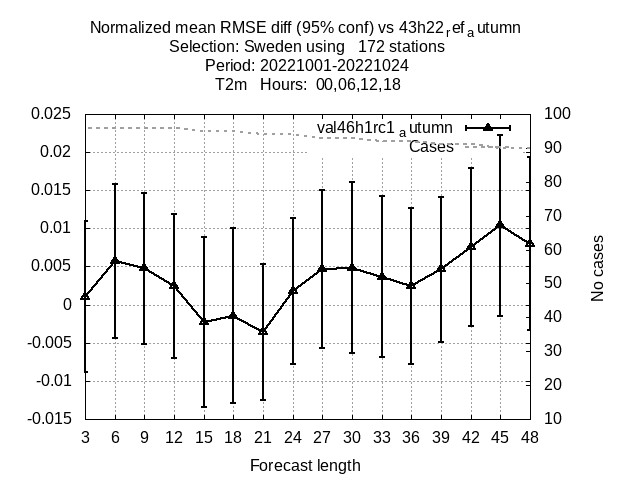 Normalized mean RMSE diff (95% conf) vs 43h22refautumn
Selection: Sweden using 172 stations
Period: 20221001-20221024
T2m Hours: 00,06,12,18
0.025
0.02
0.015
0.01
0.005
0
-0.005
-0.01
-0.015
100
90
80
70
60
50
40
30
20
10
val46h1rc1autumn
Cases
No cases
3 6 9 12 15 18 21 24 27 30 33 36 39 42 45 48
Forecast length